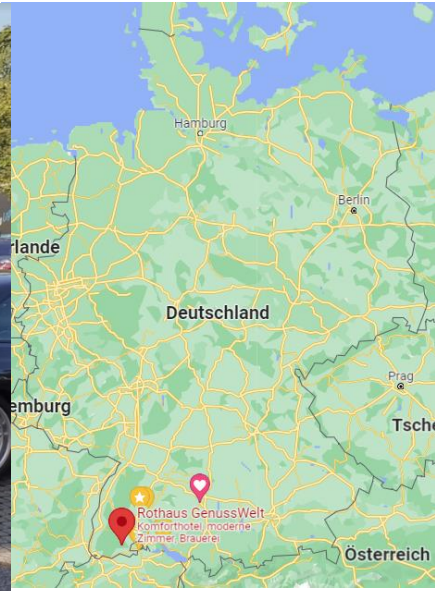 Hamburg
Berlin
rlande
Deutschland
Prag
emburg
Tsche
Rothaus GenussWelt
Komforthotel, moderne
Zimmer, Brauerei
Österreich